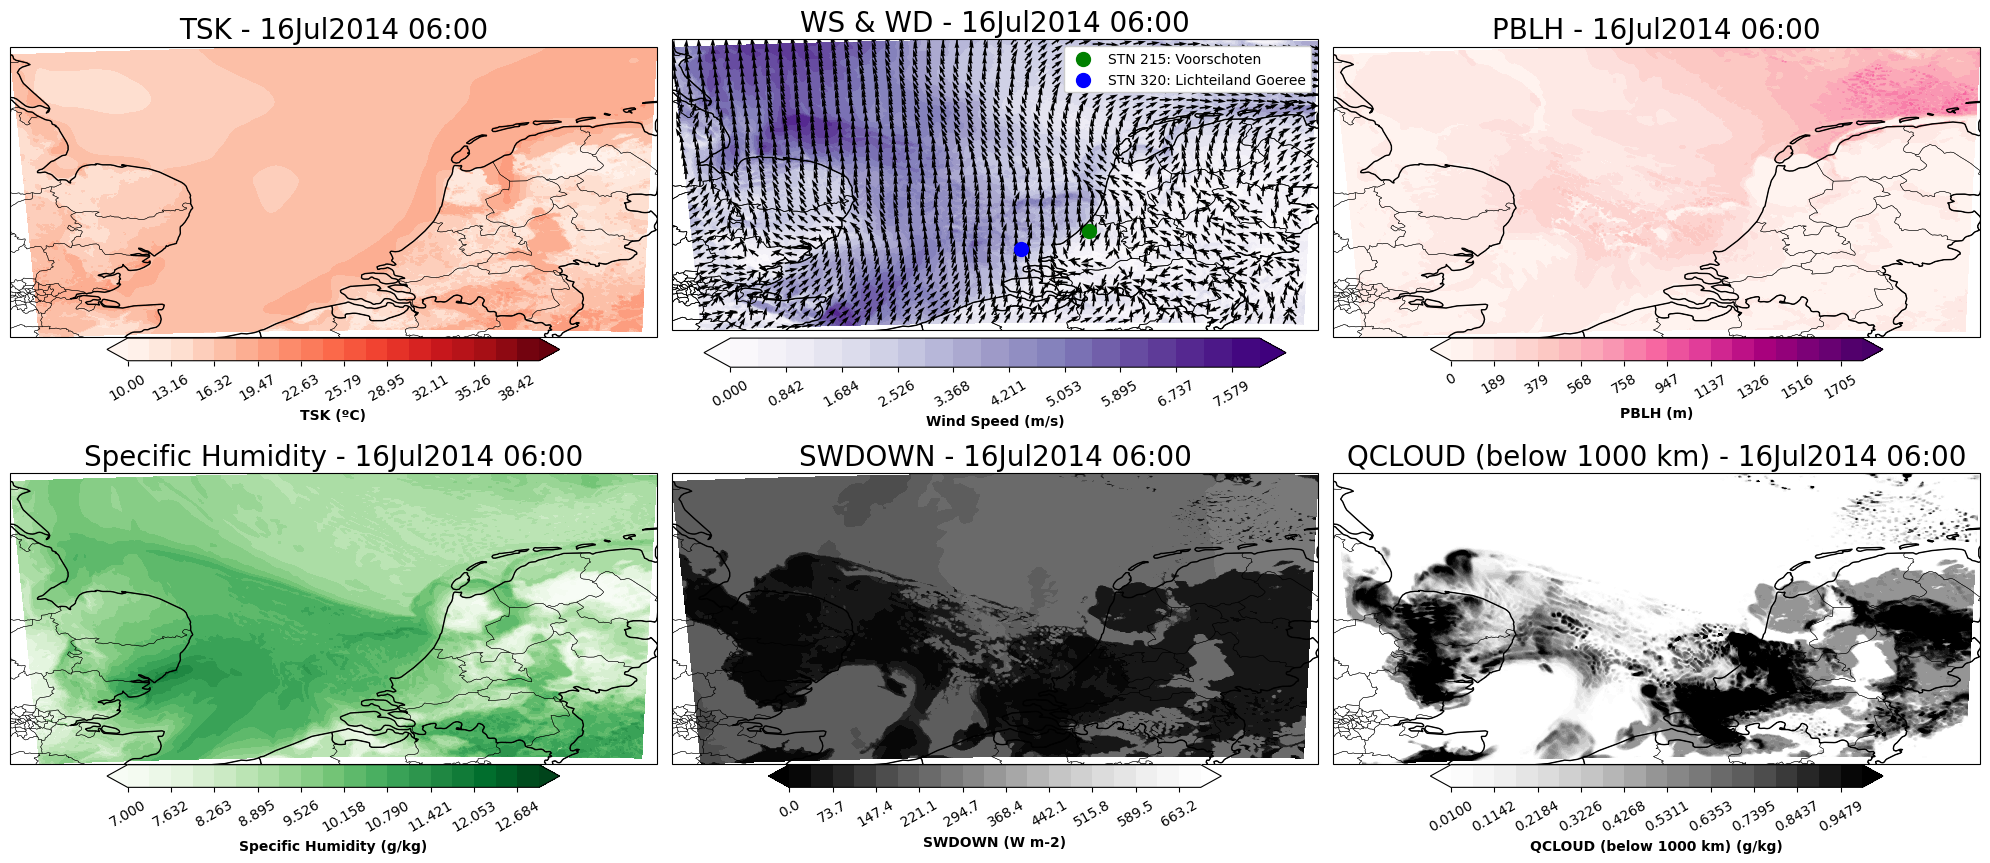 TSK - 16Jul2014 06:00
10.00 13.16 16.32 19.47 22.63 25.79 28.95 32.11 35.26 38.42
TSK (ºC)
WS & WD - 16Jul2014 06:00
STN 215: Voorschoten
STN 320: Lichteiland Goeree
0.000 0.842 1.684 2.526 3.368 4.211 5.053 5.895 6.737 7.579
Wind Speed (m/s)
PBLH - 16Jul2014 06:00
0 189 379 568 758 947 1137 1326 1516 1705
PBLH (m)
Specific Humidity - 16Jul2014 06:00
7.000 7.632 8.263 8.895 9.526 10.158 10.790 11.421 12.053 12.684
Specific Humidity (g/kg)
SWDOWN - 16Jul2014 06:00
0.0 73.7 147.4 221.1 294.7 368.4 442.1 515.8 589.5 663.2
SWDOWN (W m-2)
QCLOUD (below 1000 km) - 16Jul2014 06:00
0.0100 0.1142 0.2184 0.3226 0.4268 0.5311 0.6353 0.7395 0.8437 0.9479
QCLOUD (below 1000 km) (g/kg)